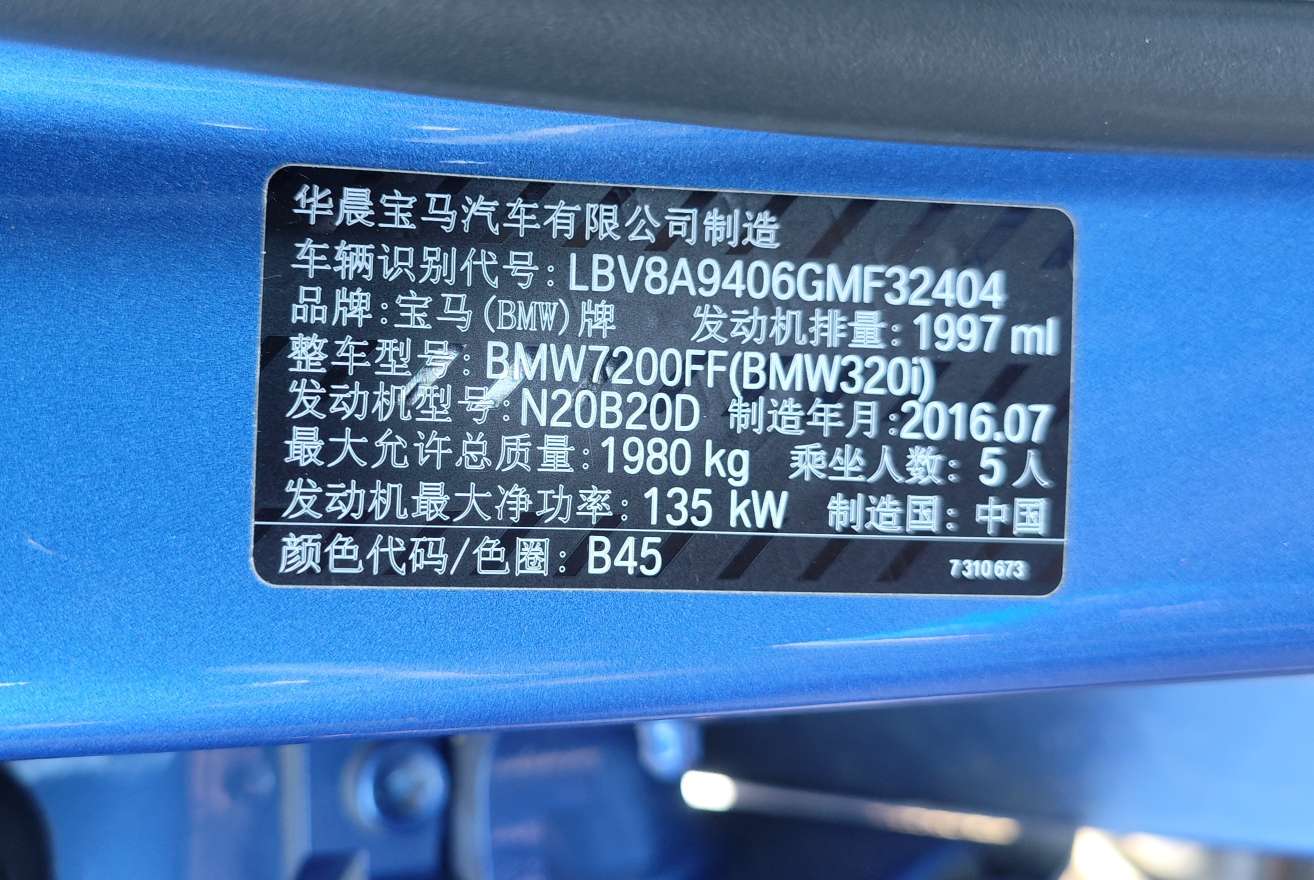 华晨宝马汽车有限公司制造
车辆识别代号：LBV8A9406GMF32404
品牌：宝马(BMW)牌 发动机排量：1997 ml
整车型号：BMW7200FF(BMW320i)
发动机型号：N20B20D 制造年月：2016.07
最大允许总质量：1980 kg 乘坐人数：5人
发动机最大净功率：135 kW 制造国：中国
颜色代码/色圈：B45 7 310 673